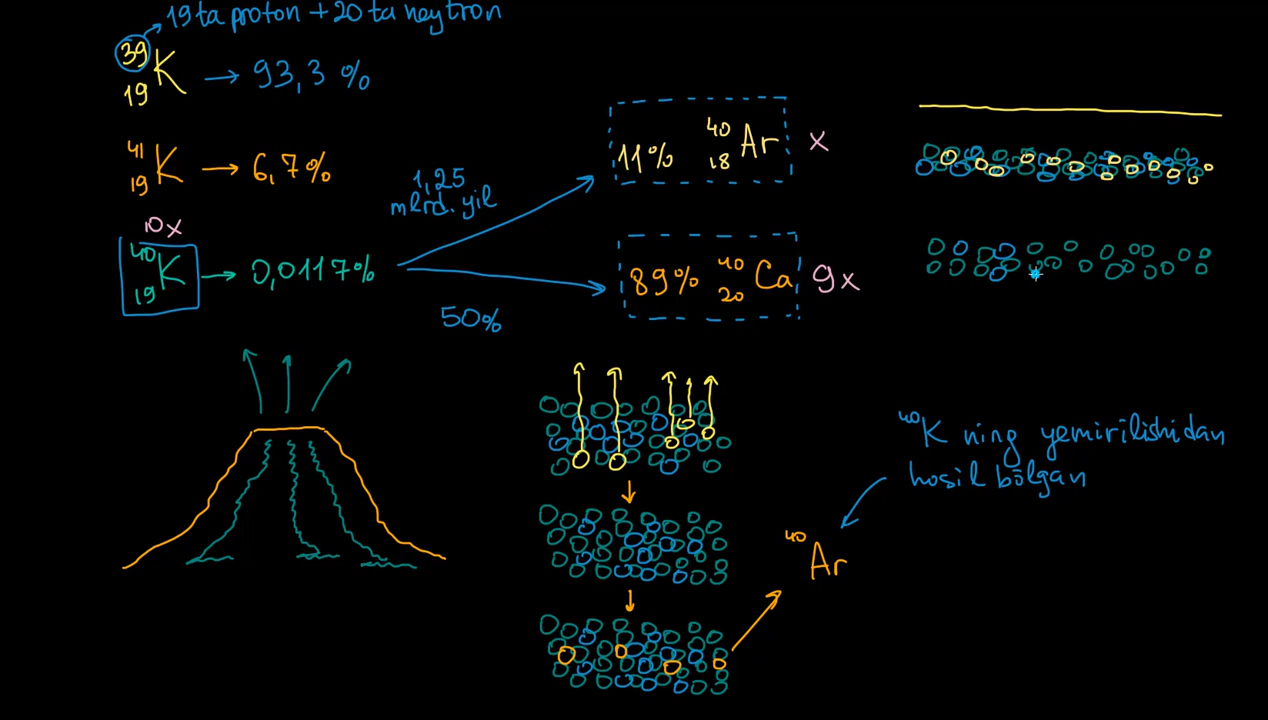 19 ta proton + 20 ta neytron
39 19 K → 93,3 %
41 19 K → 6,7 %
10x
40 19 K → 0,0117 %
1,25
mlrd. yil
50%
11% 40 18 Ar x
89% 40 20 Ca 9x
40 K ning yemirilishidan
hosil bõlgan
40 Ar